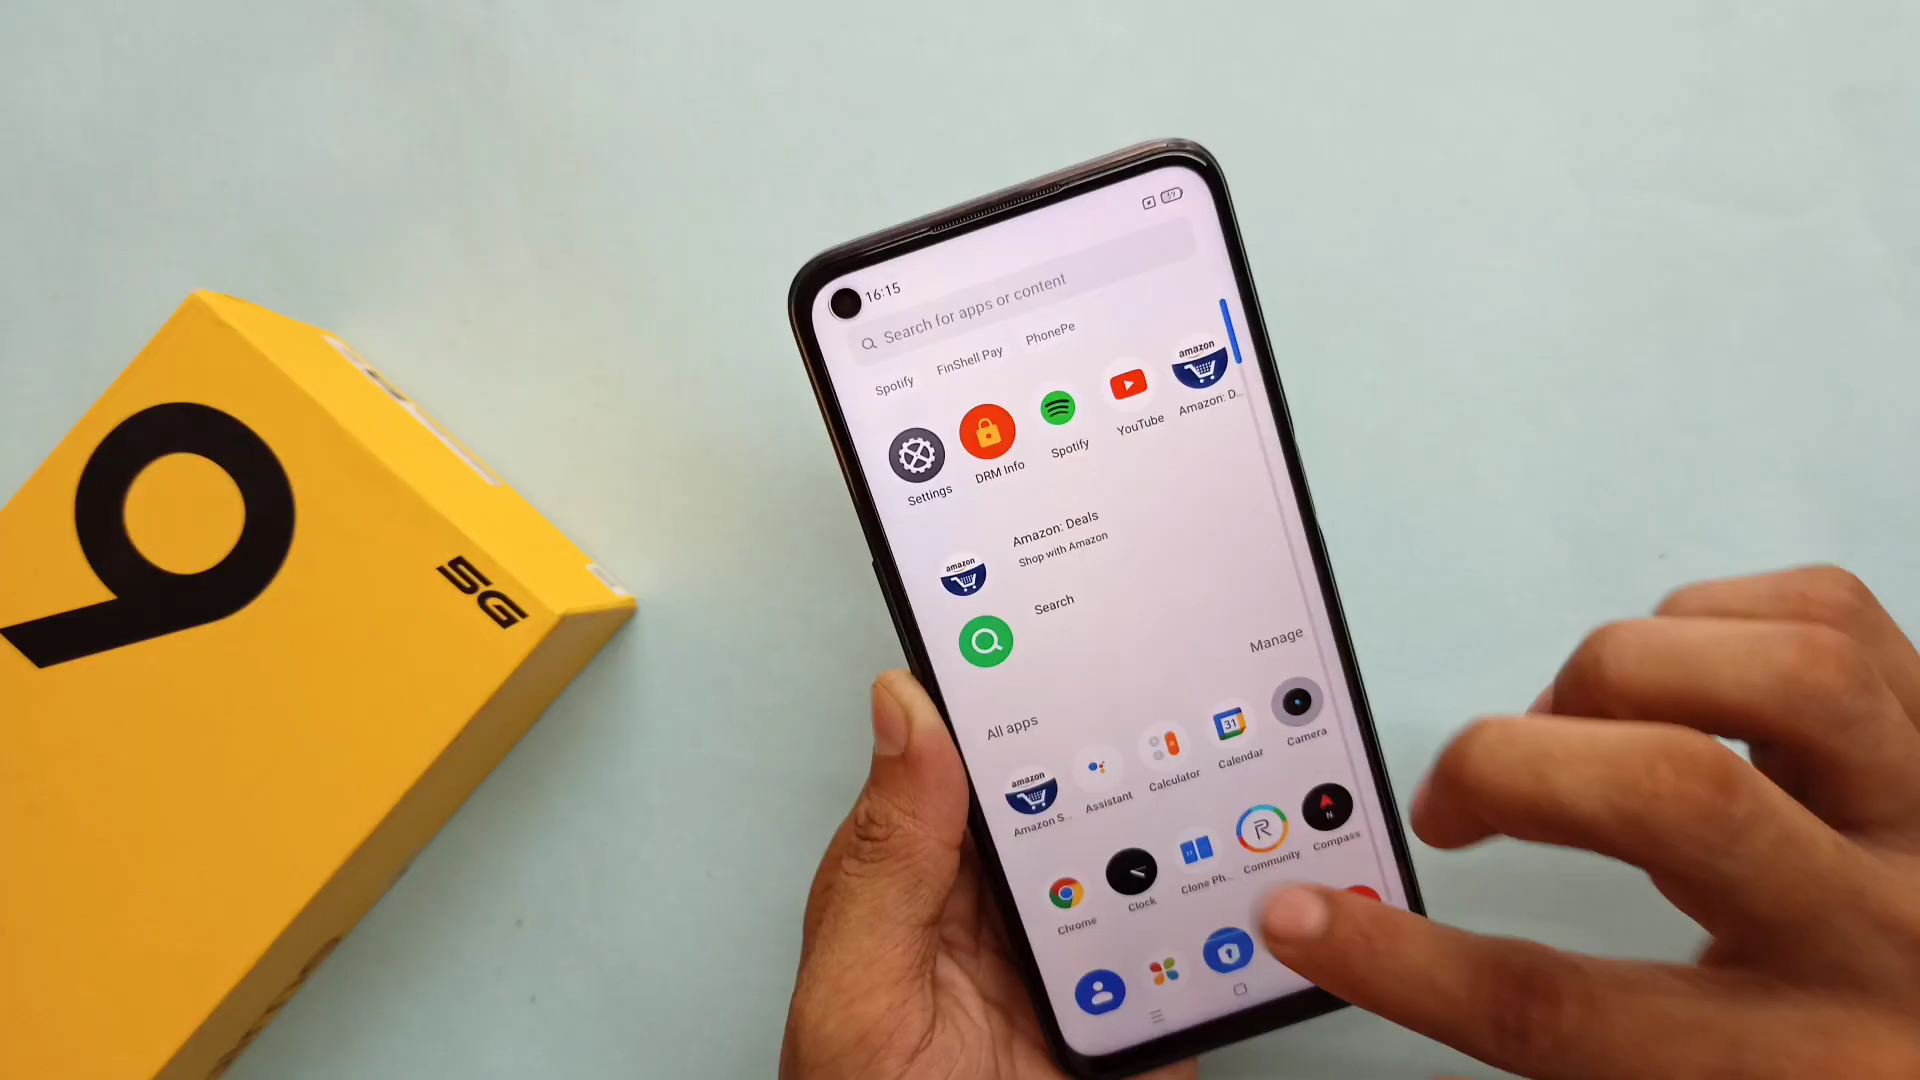 9
5G
16:15
Search for apps or content
Spotify
FinShell Pay
PhonePe
Settings
DRM Info
Spotify
YouTube
amazon
Amazon: D...
amazon
Amazon: Deals
Shop with Amazon
Search
Manage
All apps
amazon
Amazon S...
Assistant
Calculator
31
Calendar
Camera
Chrome
Clock
Clone Ph...
R
Community
N
Compass